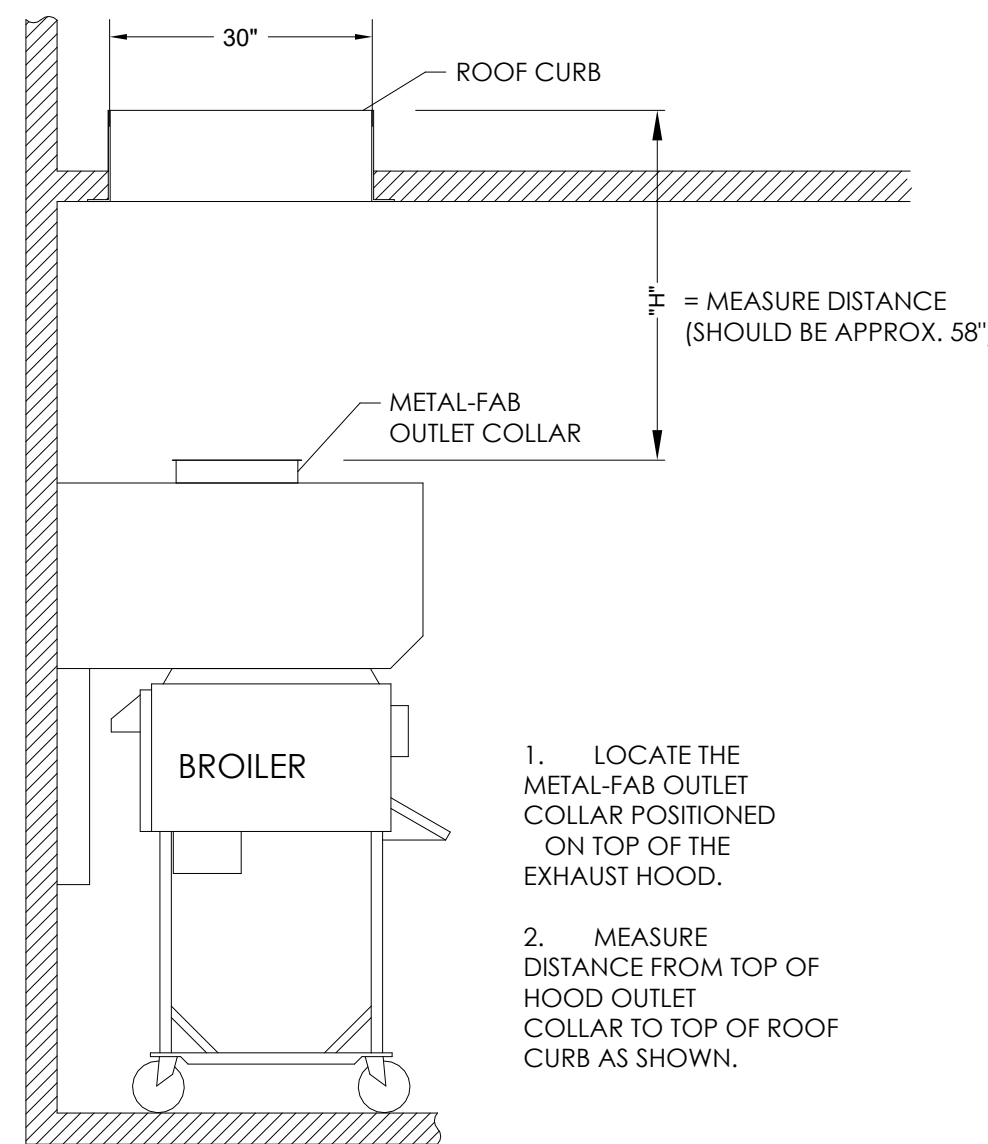 30"
ROOF CURB
"H"
= MEASURE DISTANCE
(SHOULD BE APPROX. 58"
METAL-FAB
OUTLET COLLAR
BROILER
1. LOCATE THE
METAL-FAB OUTLET
COLLAR POSITIONED
ON TOP OF THE
EXHAUST HOOD.
2. MEASURE
DISTANCE FROM TOP OF
HOOD OUTLET
COLLAR TO TOP OF ROOF
CURB AS SHOWN.